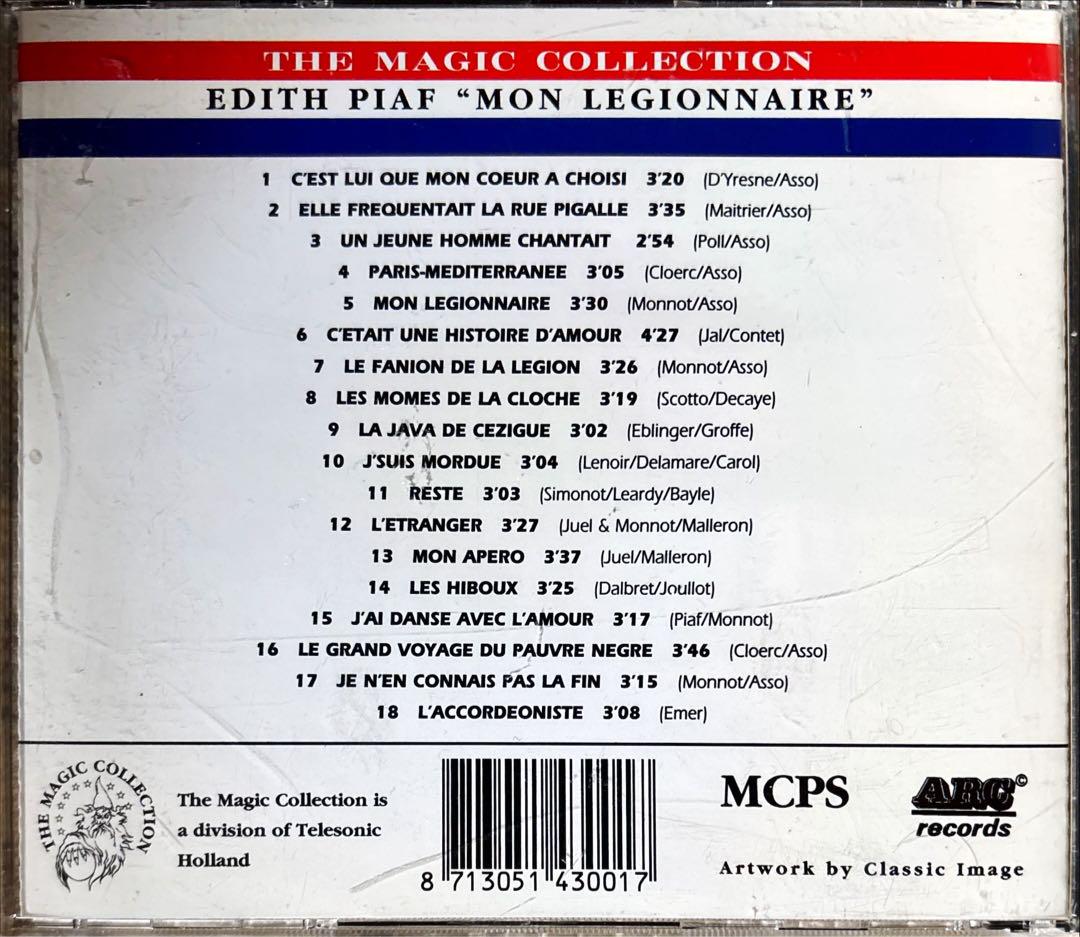 THE MAGIC COLLECTION
EDITH PIAF “MON LEGIONNAIRE”
1 C'EST LUI QUE MON COEUR A CHOISI 3'20 (D'Yresne/Asso)
2 ELLE FREQUENTAIT LA RUE PIGALLE 3'35 (Maitrier/Asso)
3 UN JEUNE HOMME CHANTAIT 2'54 (Poll/Asso)
4 PARIS-MEDITERRANEE 3'05 (Cloerc/Asso)
5 MON LEGIONNAIRE 3'30 (Monnot/Asso)
6 C'ETAIT UNE HISTOIRE D'AMOUR 4'27 (Jal/Contet)
7 LE FANION DE LA LEGION 3'26 (Monnot/Asso)
8 LES MOMES DE LA CLOCHE 3'19 (Scotto/Decaye)
9 LA JAVA DE CEZIGUE 3'02 (Eblinger/Groffe)
10 J'SUIS MORDUE 3'04 (Lenoir/Delamare/Carol)
11 RESTE 3'03 (Simonot/Leardy/Bayle)
12 L'ETRANGER 3'27 (Juel & Monnot/Malleron)
13 MON APERO 3'37 (Juel/Malleron)
14 LES HIBOUX 3'25 (Dalbret/Joullot)
15 J'AI DANSE AVEC L'AMOUR 3'17 (Piaf/Monnot)
16 LE GRAND VOYAGE DU PAUVRE NEGRE 3'46 (Cloerc/Asso)
17 JE N'EN CONNAIS PAS LA FIN 3'15 (Monnot/Asso)
18 L'ACCORDEONISTE 3'08 (Emer)
THE MAGIC COLLECTION
The Magic Collection is
a division of Telesonic
Holland
8 713051 430017
MCPS
ARC©
records
Artwork by Classic Image